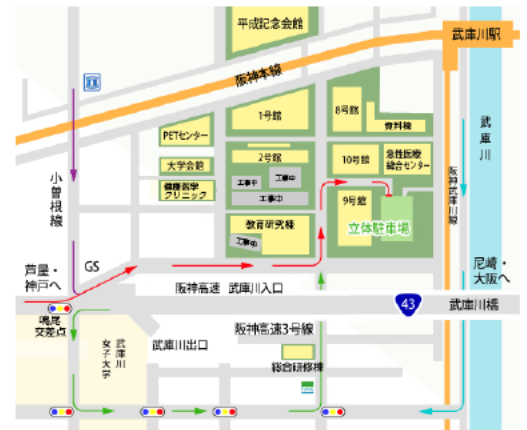 平成記念会館
武庫川駅
阪神本線
1号館
8号館
資料棟
PETセンター
武庫川
2号館
10号館
急性医療
総合センター
大学会館
工事中
工事中
工事中
健康医学
クリニック
小曽根線
9号館
阪神武庫川線
教育研究棟
工事中
立体駐車場
芦屋・
神戸へ
GS
尼崎・
大阪へ
阪神高速 武庫川入口
43
武庫川橋
鳴尾
交差点
武庫川
女子大学
武庫川出口
阪神高速3号線
総合研修棟